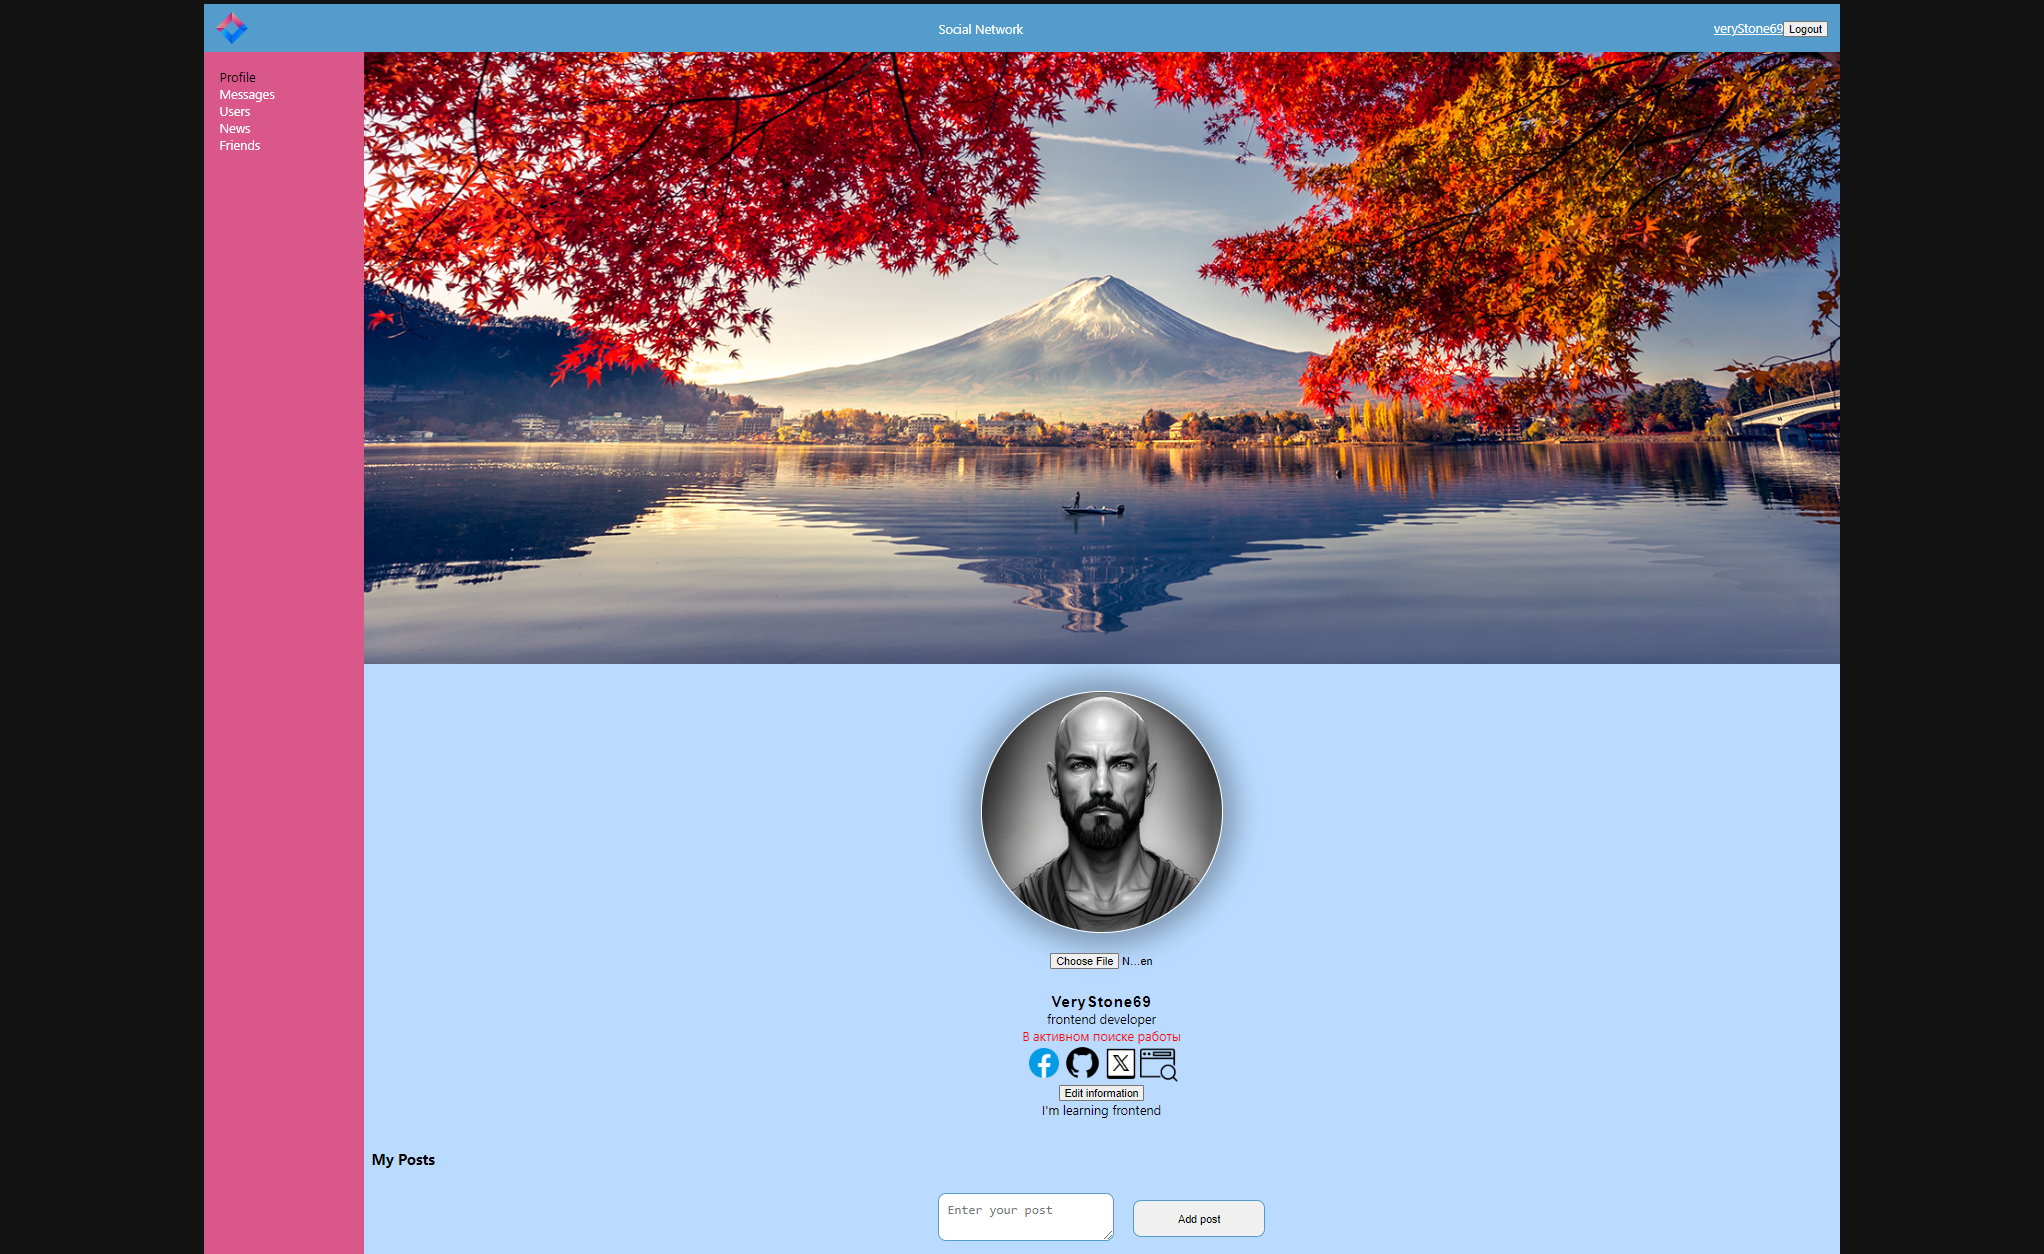 Social Network
veryStone69 Logout
Profile
Messages
Users
News
Friends
Choose File N...en
VeryStone69
frontend developer
В активном поиске работы
Edit information
I'm learning frontend
My Posts
Enter your post
Add post